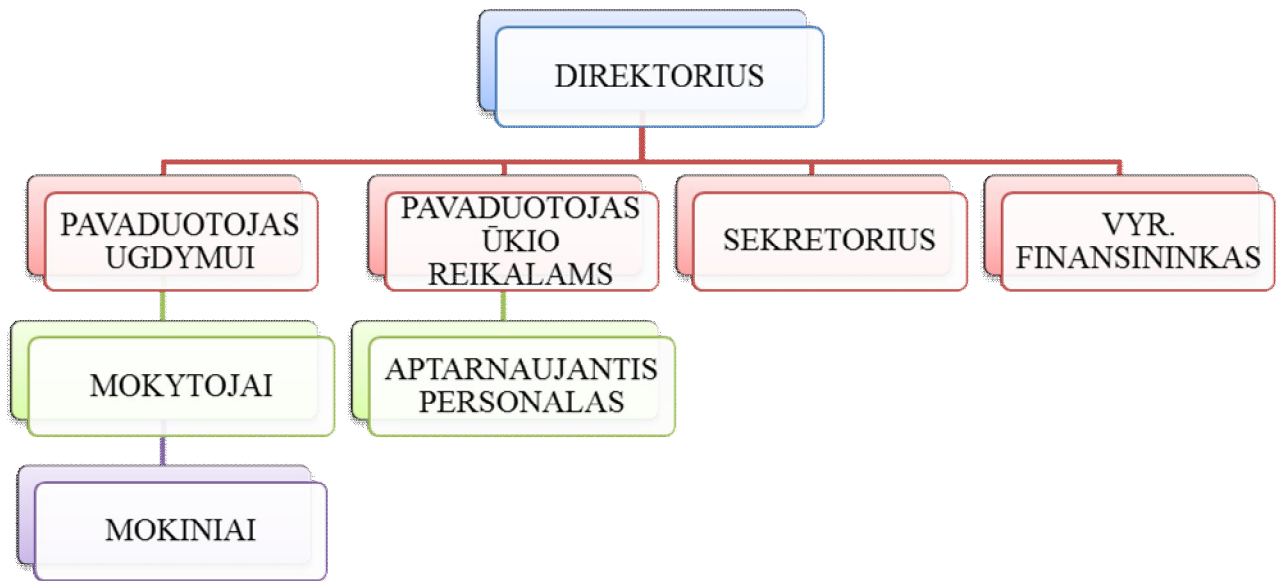 DIREKTORIUS
PAVADUOTOJAS
UGDYMUI
PAVADUOTOJAS
ŪKIO
REIKALAMS
SEKRETORIUS
VYR.
FINANSININKAS
MOKYTOJAI
APTARNAUJANTIS
PERSONALAS
MOKINIAI